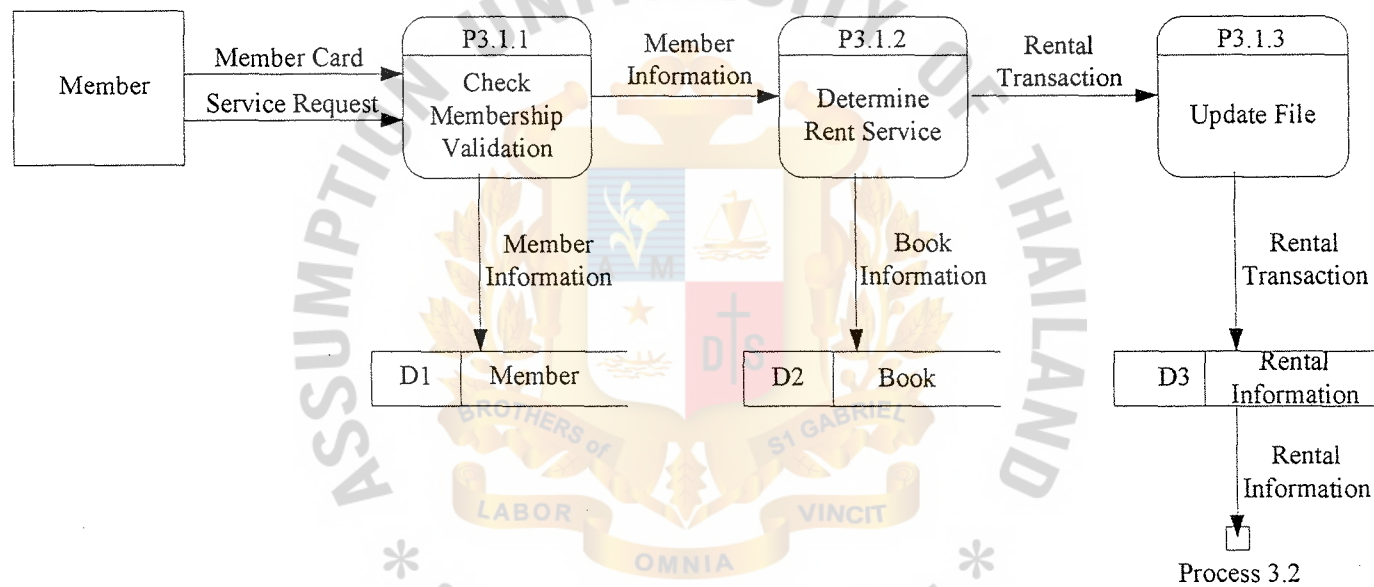 Member
Member Card
Service Request
P3.1.1
Check
Membership
Validation
Member
Information
P3.1.2
Determine
Rent Service
Rental
Transaction
P3.1.3
Update File
Member
Information
Book
Information
Rental
Transaction
D1
Member
D2
Book
D3
Rental
Information
Rental
Information
Process 3.2
ASSUMPTION UNIVERSITY OF THAILAND
A M
D S
BROTHERS of
S1 GABRIEL
LABOR
OMNIA
VINCIT